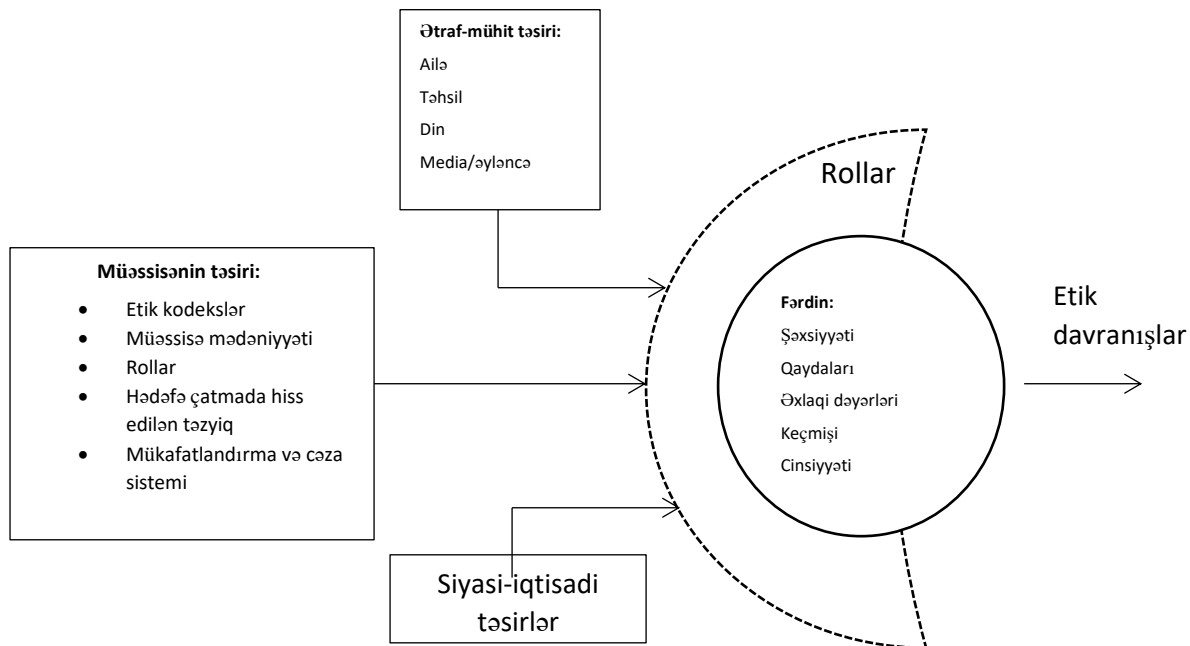 Ətraf-mühit təsiri:
Ailə
Təhsil
Din
Media/əyləncə
Müəssisənin təsiri:
• Etik kodekslər
• Müəssisə mədəniyyəti
• Rollar
• Hədəfə çatmada hiss
edilən təzyiq
• Mükafatlandırma və cəza
sistemi
Siyasi-iqtisadi
təsirlər
Rollar
Fərdin:
Şəxsiyyəti
Qaydaları
Əxlaqi dəyərləri
Keçmişi
Cinsiyyəti
Etik
davranışlar